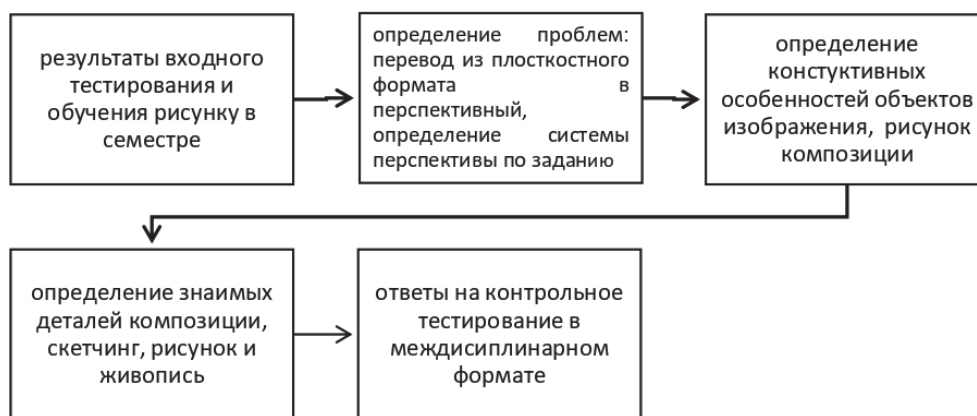 результаты входного
тестирования и
обучения рисунку в
семестре
определение проблем:
перевод из плосткостного
формата в
перспективный,
определение системы
перспективы по заданию
определение
констуктивных
особенностей объектов
изображения, рисунок
композиции
определение знаимых
деталей композиции,
скетчинг, рисунок и
живопись
ответы на контрольное
тестирование в
междисиплинарном
формате